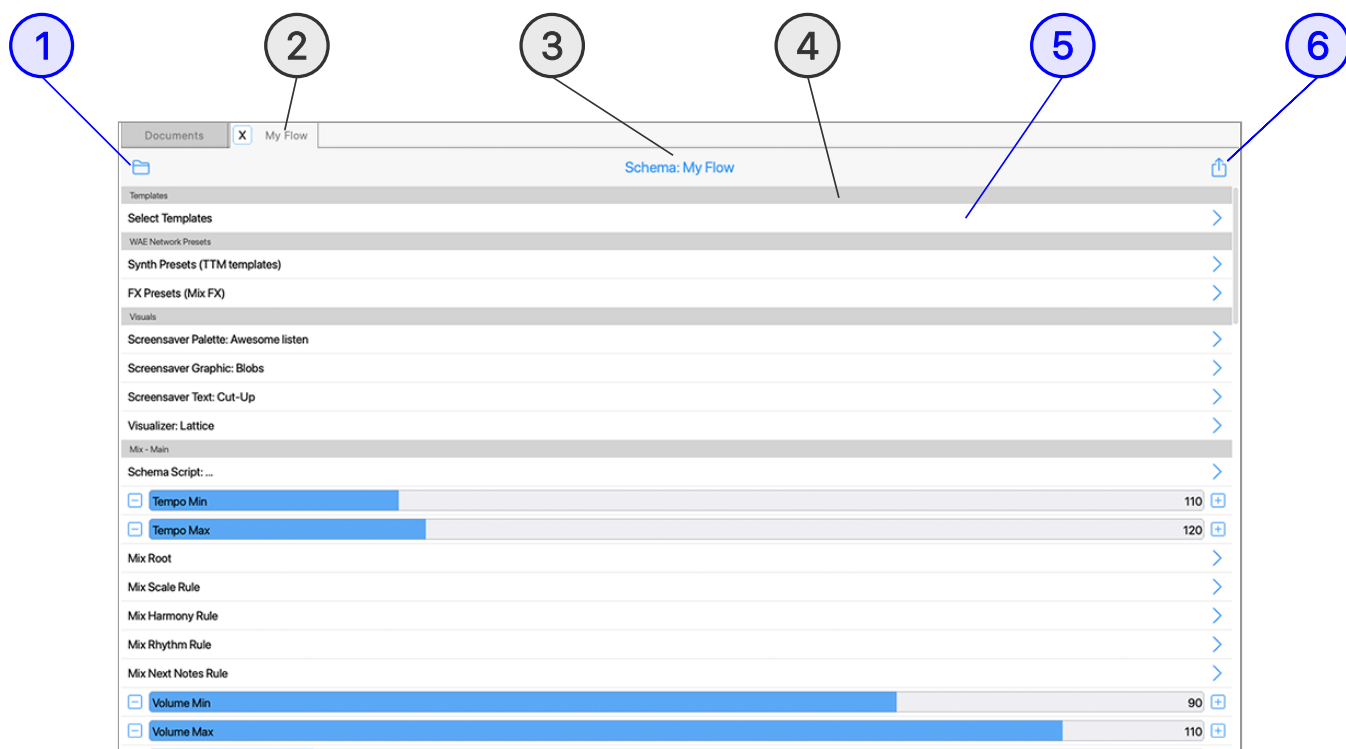 1 2 3 4 5 6
Documents X My Flow
Schema: My Flow
Templates
Select Templates
WAE Network Presets
Synth Presets (TTM templates)
FX Presets (Mix FX)
Visuals
Screensaver Palette: Awesome listen
Screensaver Graphic: Blobs
Screensaver Text: Cut-Up
Visualizer: Lattice
Mix - Main
Schema Script: ...
Tempo Min 110
Tempo Max 120
Mix Root
Mix Scale Rule
Mix Harmony Rule
Mix Rhythm Rule
Mix Next Notes Rule
Volume Min 90
Volume Max 110